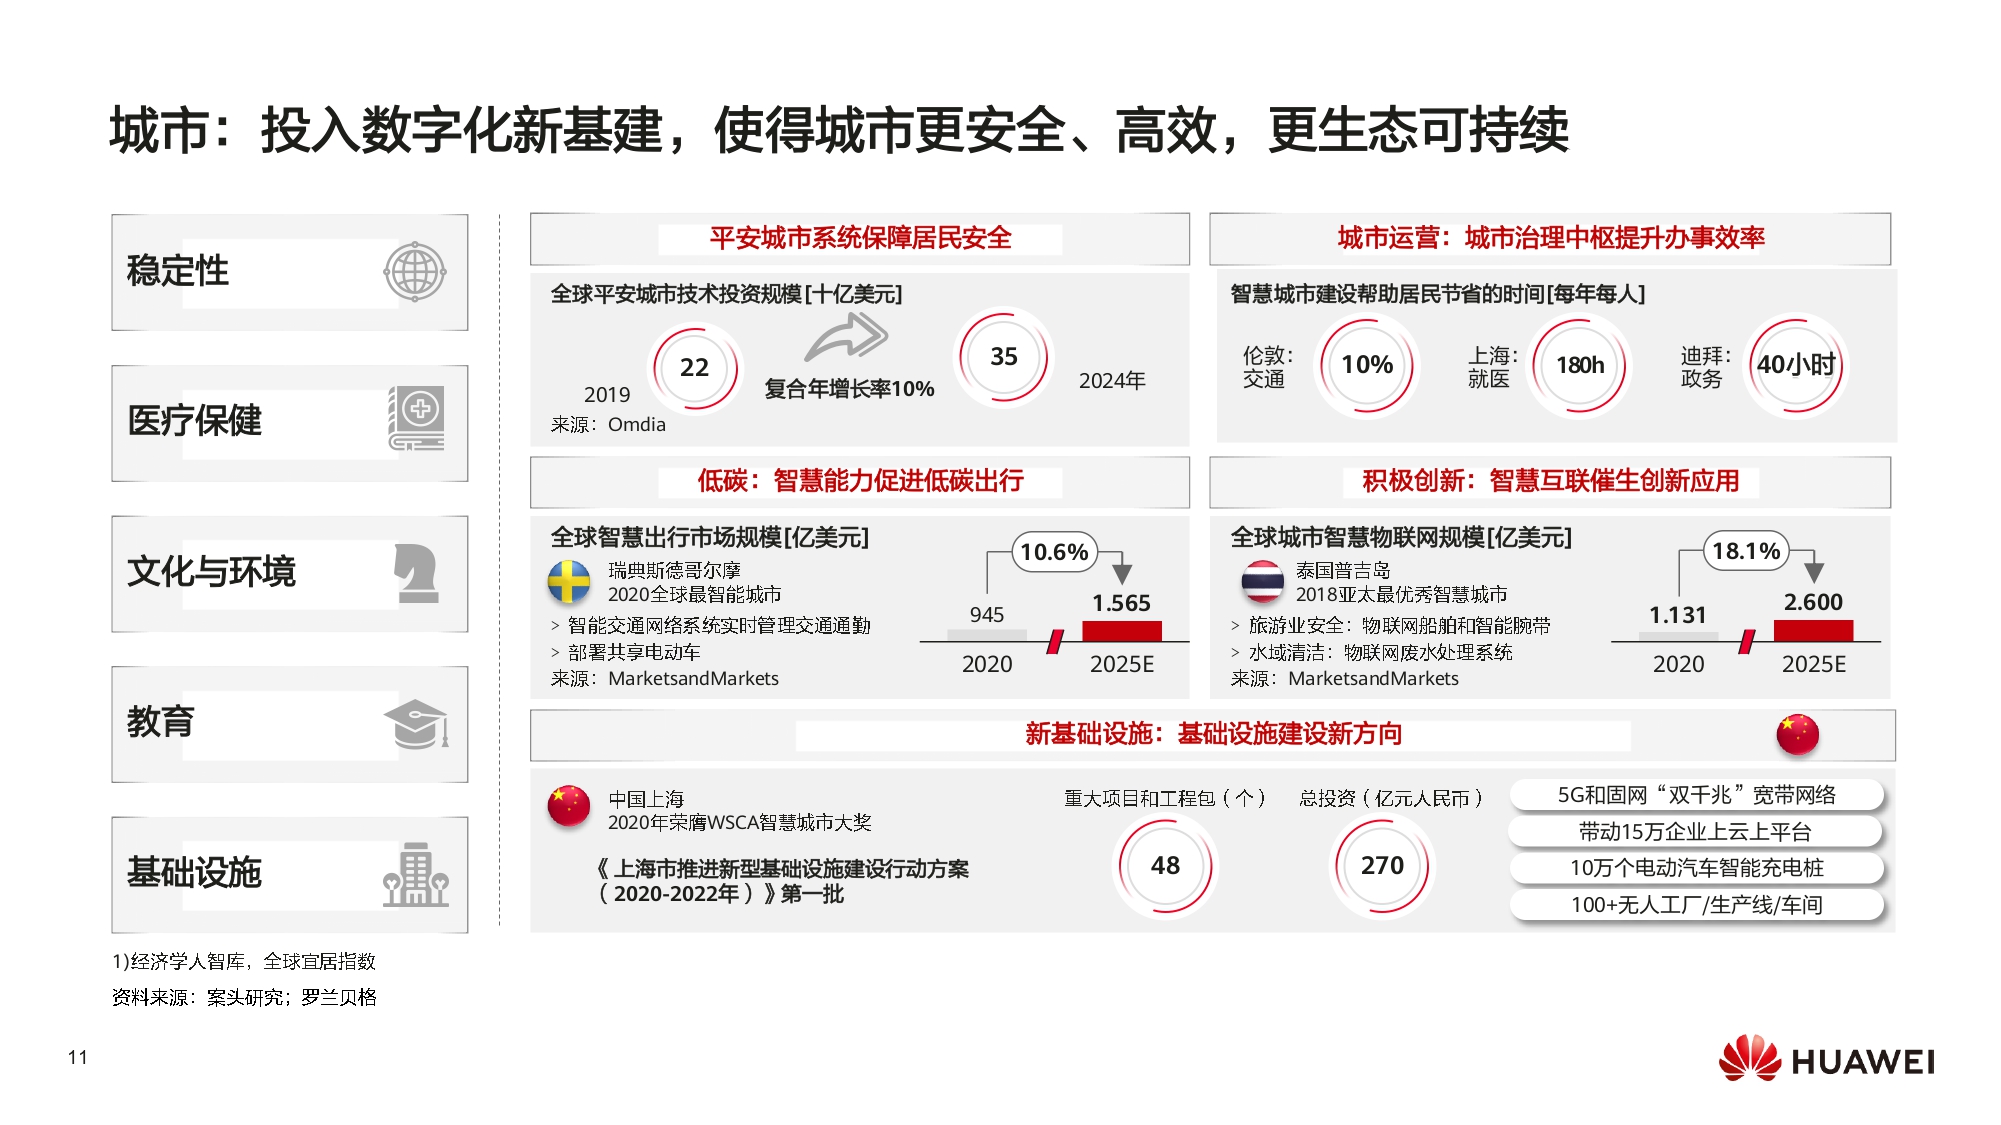 城市：投入数字化新基建，使得城市更安全、高效，更生态可持续
稳定性
医疗保健
文化与环境
教育
基础设施
平安城市系统保障居民安全
全球平安城市技术投资规模[十亿美元]
2019
22
复合年增长率10%
35
2024年
来源：Omdia
城市运营：城市治理中枢提升办事效率
智慧城市建设帮助居民节省的时间[每年每人]
伦敦：
交通
10%
上海：
就医
180h
迪拜：
政务
40小时
低碳：智慧能力促进低碳出行
全球智慧出行市场规模[亿美元]
瑞典斯德哥尔摩
2020全球最智能城市
> 智能交通网络系统实时管理交通通勤
> 部署共享电动车
来源：MarketsandMarkets
10.6%
945
1.565
2020
2025E
积极创新：智慧互联催生创新应用
全球城市智慧物联网规模[亿美元]
泰国普吉岛
2018亚太最优秀智慧城市
> 旅游业安全：物联网船舶和智能腕带
> 水域清洁：物联网废水处理系统
来源：MarketsandMarkets
18.1%
1.131
2.600
2020
2025E
新基础设施：基础设施建设新方向
中国上海
2020年荣膺WSCA智慧城市大奖
《上海市推进新型基础设施建设行动方案
（2020-2022年）》第一批
重大项目和工程包（个）
48
总投资（亿元人民币）
270
5G和固网“双千兆”宽带网络
带动15万企业上云上平台
10万个电动汽车智能充电桩
100+无人工厂/生产线/车间
1)经济学人智库，全球宜居指数
资料来源：案头研究；罗兰贝格
11
HUAWEI